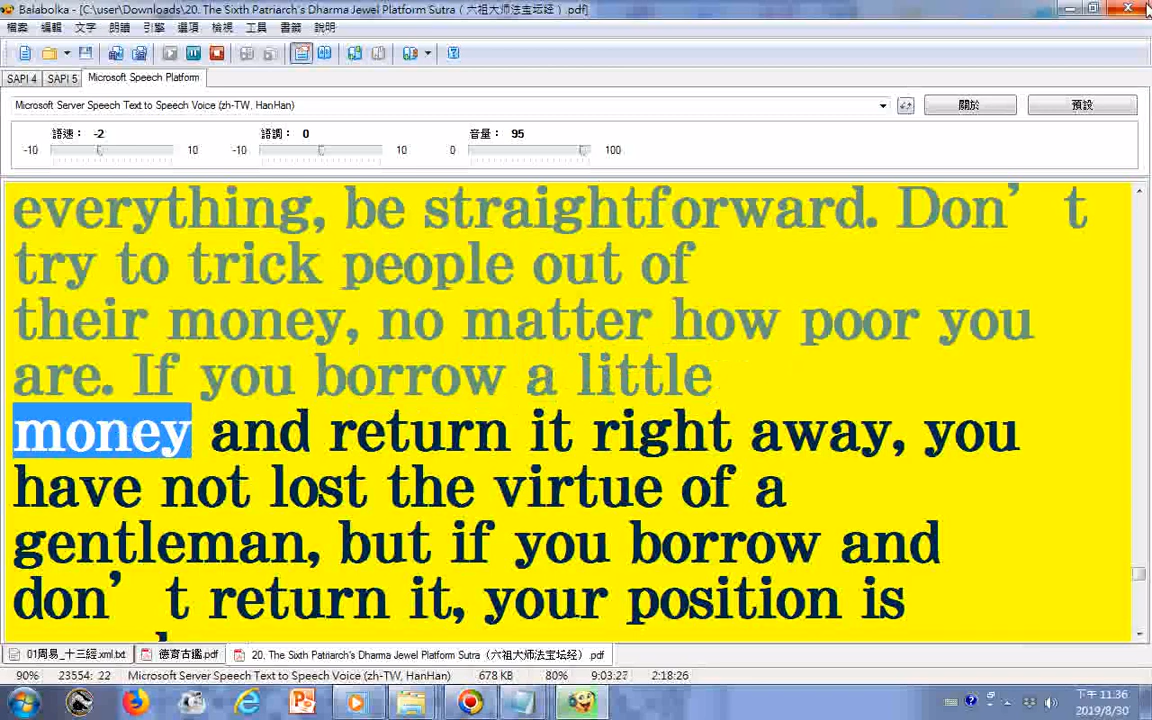 Balabolka - [C:\user\Downloads\20. The Sixth Patriarch's Dharma Jewel Platform Sutra（六祖大师法宝坛经）.pdf]
檔案 編輯 文字 朗讀 引擎 選項 檢視 工具 書籤 說明
SAPI 4 SAPI 5 Microsoft Speech Platform
Microsoft Server Speech Text to Speech Voice (zh-TW, HanHan) 關於 預設
語速： -2 語調： 0 音量： 95
-10 10 -10 10 0 100
everything, be straightforward. Don’t
try to trick people out of
their money, no matter how poor you
are. If you borrow a little
money and return it right away, you
have not lost the virtue of a
gentleman, but if you borrow and
don’t return it, your position is
01周易_十三經.xml.txt 德育古鑑.pdf 20. The Sixth Patriarch's Dharma Jewel Platform Sutra（六祖大师法宝坛经）.pdf
90% 23554: 22 Microsoft Server Speech Text to Speech Voice (zh-TW, HanHan) 678 KB 80% 9:03:27 2:18:26
下午 11:36
2019/8/30